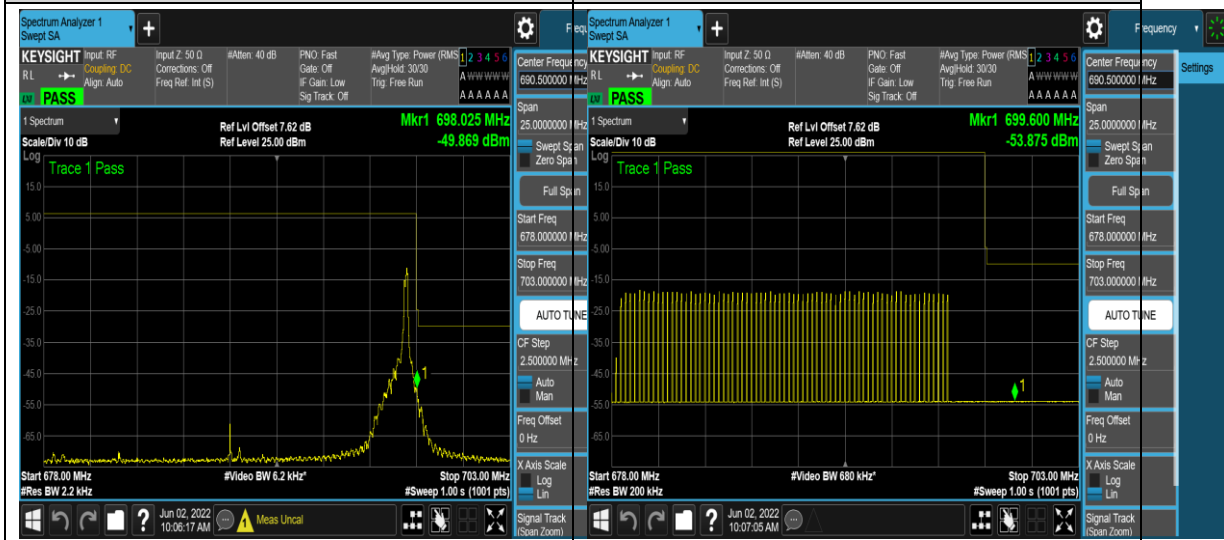 Spectrum Analyzer 1
Swept SA
+
KEYSIGHT
RL
Input: RF
Coupling: DC
Align: Auto
Input Z: 50 Ω
Corrections: Off
Freq Ref: Int (S)
#Atten: 40 dB
PNO: Fast
Gate: Off
IF Gain: Low
Sig Track: Off
#Avg Type: Power (RMS
Avg|Hold: 30/30
Trig: Free Run
1 2 3 4 5 6
A W W W W W
A A A A A A
PASS
1 Spectrum
Scale/Div 10 dB
Ref Lvl Offset 7.62 dB
Ref Level 25.00 dBm
Mkr1 698.025 MHz
-49.869 dBm
Log
Trace 1 Pass
15.0
5.00
-5.00
-15.0
-25.0
-35.0
-45.0
-55.0
-65.0
1
Start 678.00 MHz
#Res BW 2.2 kHz
#Video BW 6.2 kHz*
Stop 703.00 MHz
#Sweep 1.00 s (1001 pts)
?
Jun 02, 2022
10:06:17 AM
Meas Uncal
Frequ
Center Frequency
690.500000 MHz
Span
25.0000000 MHz
Swept Span
Zero Span
Full Span
Start Freq
678.000000 MHz
Stop Freq
703.000000 MHz
AUTO TUNE
CF Step
2.500000 MHz
Auto
Man
Freq Offset
0 Hz
X Axis Scale
Log
Lin
Signal Track
(Span Zoom)
Spectrum Analyzer 1
Swept SA
+
KEYSIGHT
RL
Input: RF
Coupling: DC
Align: Auto
Input Z: 50 Ω
Corrections: Off
Freq Ref: Int (S)
#Atten: 40 dB
PNO: Fast
Gate: Off
IF Gain: Low
Sig Track: Off
#Avg Type: Power (RMS
Avg|Hold: 30/30
Trig: Free Run
1 2 3 4 5 6
A W W W W W
A A A A A A
PASS
1 Spectrum
Scale/Div 10 dB
Ref Lvl Offset 7.62 dB
Ref Level 25.00 dBm
Mkr1 699.600 MHz
-53.875 dBm
Log
Trace 1 Pass
15.0
5.00
-5.00
-15.0
-25.0
-35.0
-45.0
-55.0
-65.0
1
Start 678.00 MHz
#Res BW 200 kHz
#Video BW 680 kHz*
Stop 703.00 MHz
#Sweep 1.00 s (1001 pts)
?
Jun 02, 2022
10:07:05 AM
Frequency
Settings
Center Frequency
690.500000 MHz
Span
25.0000000 MHz
Swept Span
Zero Span
Full Span
Start Freq
678.000000 MHz
Stop Freq
703.000000 MHz
AUTO TUNE
CF Step
2.500000 MHz
Auto
Man
Freq Offset
0 Hz
X Axis Scale
Log
Lin
Signal Track
(Span Zoom)